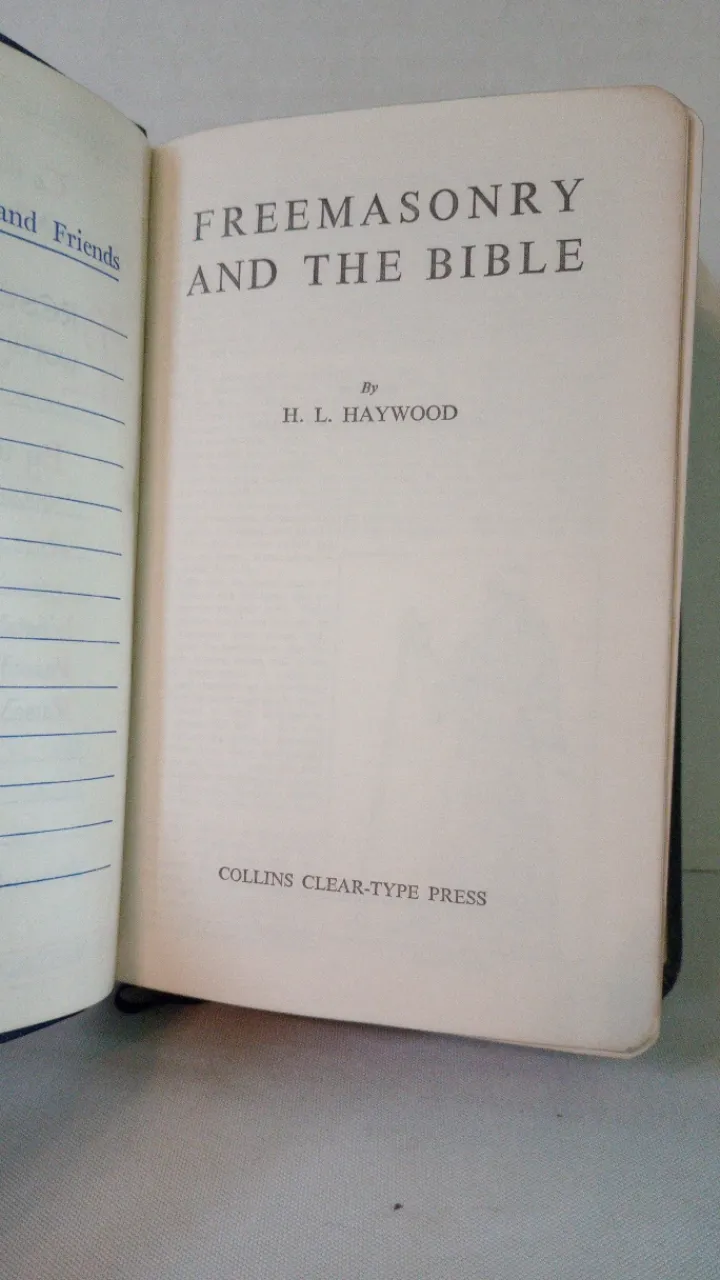 and Friends
FREEMASONRY
AND THE BIBLE
By
H. L. HAYWOOD
COLLINS CLEAR-TYPE PRESS